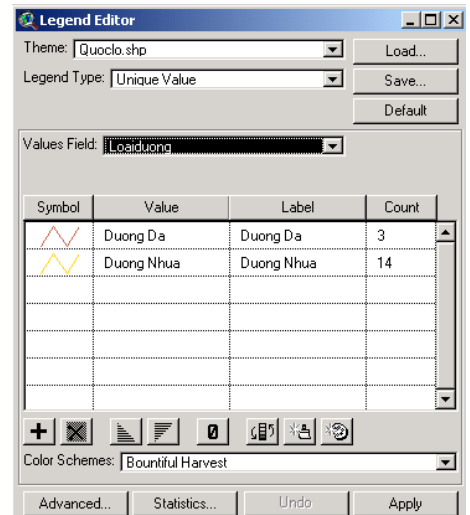 Legend Editor
Theme: Quoclo.shp Load...
Legend Type: Unique Value Save...
Default
Values Field: Loaiduong
Symbol Value Label Count
Duong Da Duong Da 3
Duong Nhua Duong Nhua 14
Color Schemes: Bountiful Harvest
Advanced... Statistics... Undo Apply